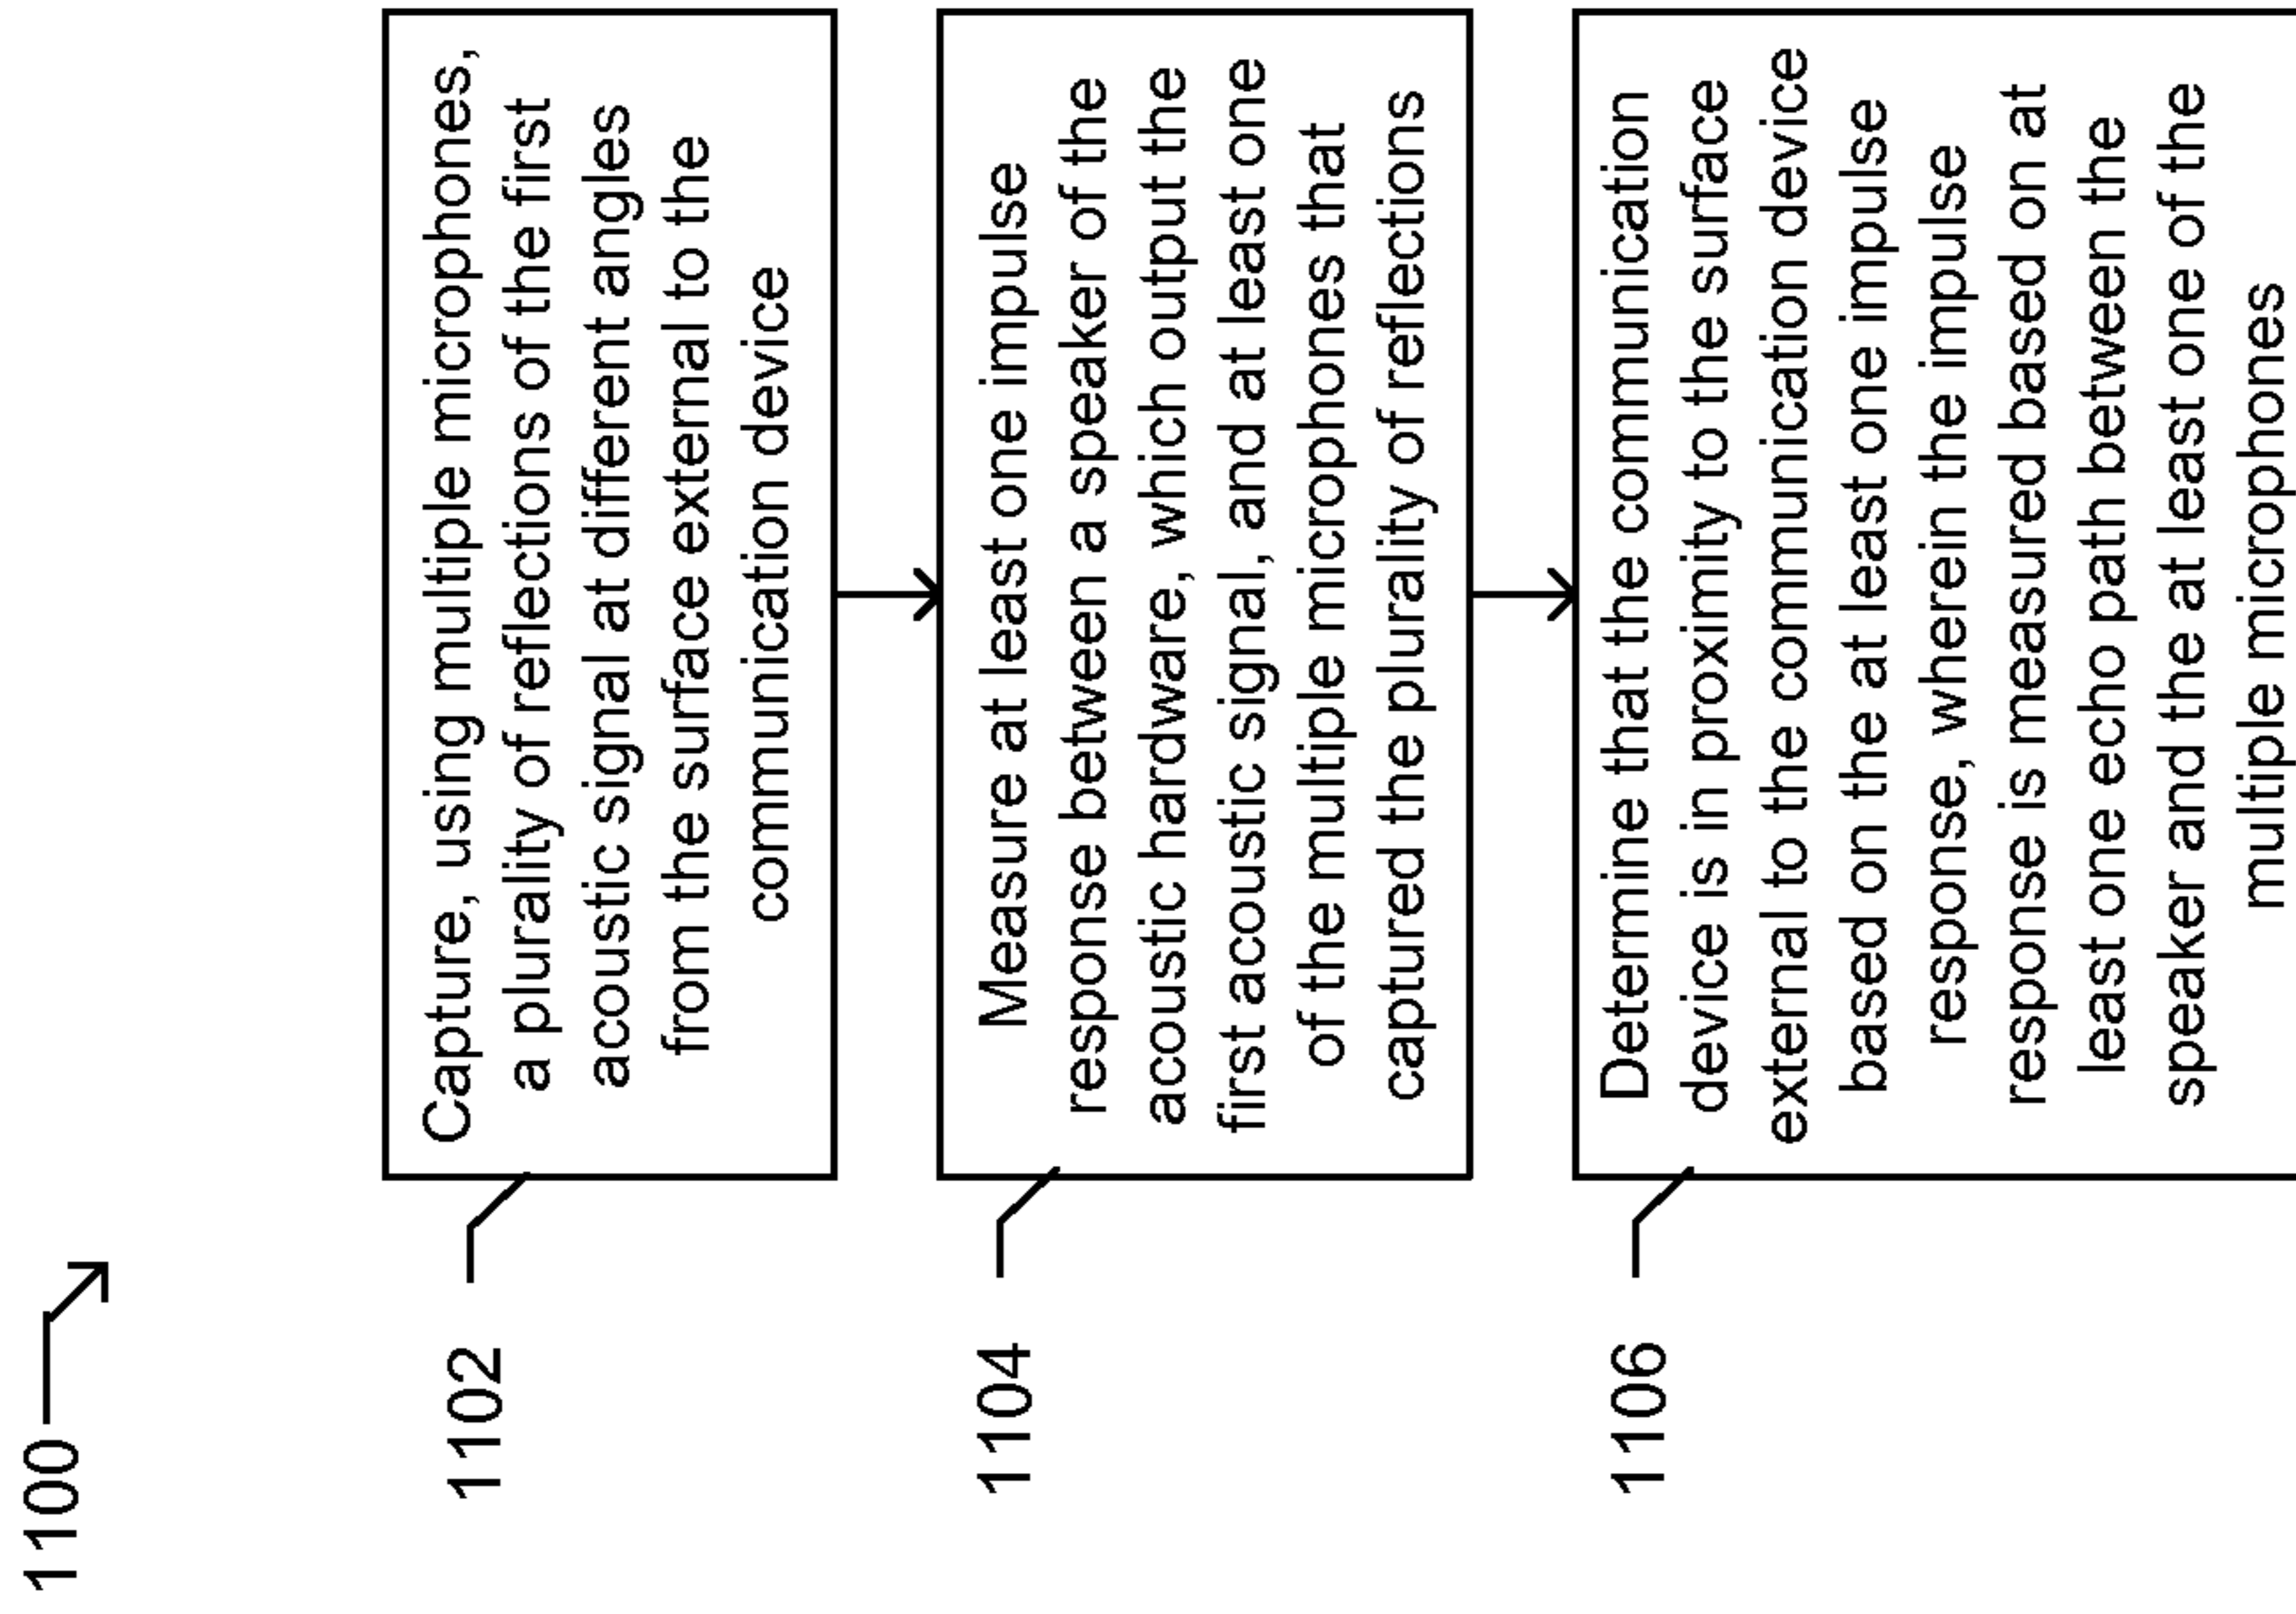 1100
1102
Capture, using multiple microphones,
a plurality of reflections of the first
acoustic signal at different angles
from the surface external to the
communication device
1104
Measure at least one impulse
response between a speaker of the
acoustic hardware, which output the
first acoustic signal, and at least one
of the multiple microphones that
captured the plurality of reflections
1106
Determine that the communication
device is in proximity to the surface
external to the communication device
based on the at least one impulse
response, wherein the impulse
response is measured based on at
least one echo path between the
speaker and the at least one of the
multiple microphones